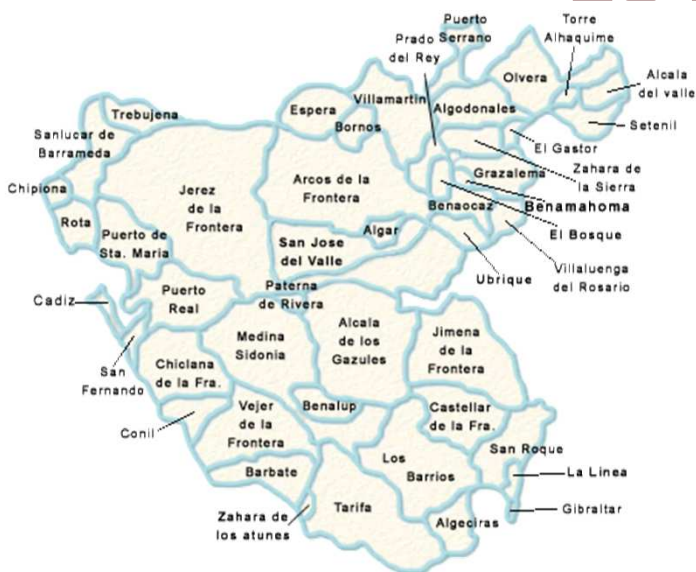 Puerto
Serrano
Torre
Alhaquime
Prado
del Rey
Olvera
Alcala
del valle
Trebujena
Espera
Villamartin
Algodonales
Bornos
Setenil
Sanlucar de
Barrameda
El Gastor
Zahara de
la Sierra
Grazalema
Chipiona
Jerez
de la
Frontera
Arcos de la
Frontera
Benamahoma
Benaocaz
Rota
Algar
El Bosque
Puerto de
Sta. Maria
San Jose
del Valle
Ubrique
Villaluenga
del Rosario
Cadiz
Puerto
Real
Paterna
de Rivera
Medina
Sidonia
Alcala
de los
Gazules
Jimena
de la
Frontera
San
Fernando
Chiclana
de la Fra.
Conil
Vejer
de la
Frontera
Benalup
Castellar
de la Fra.
San Roque
Los
Barrios
Barbate
La Linea
Zahara de
los atunes
Tarifa
Algeciras
Gibraltar